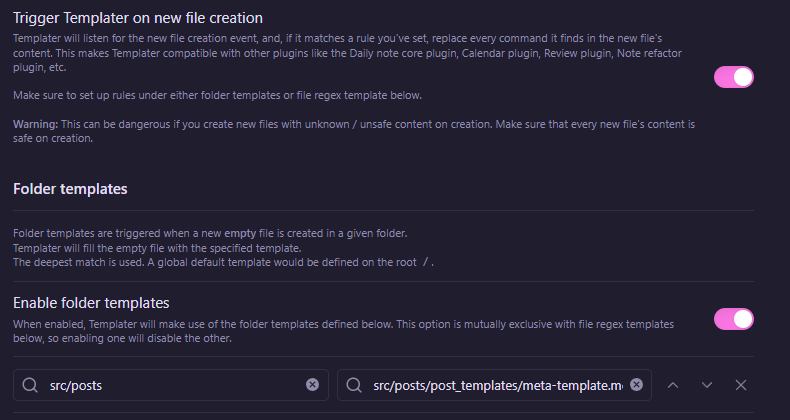 Trigger Templater on new file creation
Templater will listen for the new file creation event, and, if it matches a rule you've set, replace every command it finds in the new file's
content. This makes Templater compatible with other plugins like the Daily note core plugin, Calendar plugin, Review plugin, Note refactor
plugin, etc.
Make sure to set up rules under either folder templates or file regex template below.
Warning: This can be dangerous if you create new files with unknown / unsafe content on creation. Make sure that every new file's content is
safe on creation.
Folder templates
Folder templates are triggered when a new empty file is created in a given folder.
Templater will fill the empty file with the specified template.
The deepest match is used. A global default template would be defined on the root / .
Enable folder templates
When enabled, Templater will make use of the folder templates defined below. This option is mutually exclusive with file regex templates
below, so enabling one will disable the other.
src/posts
src/posts/post_templates/meta-template.m